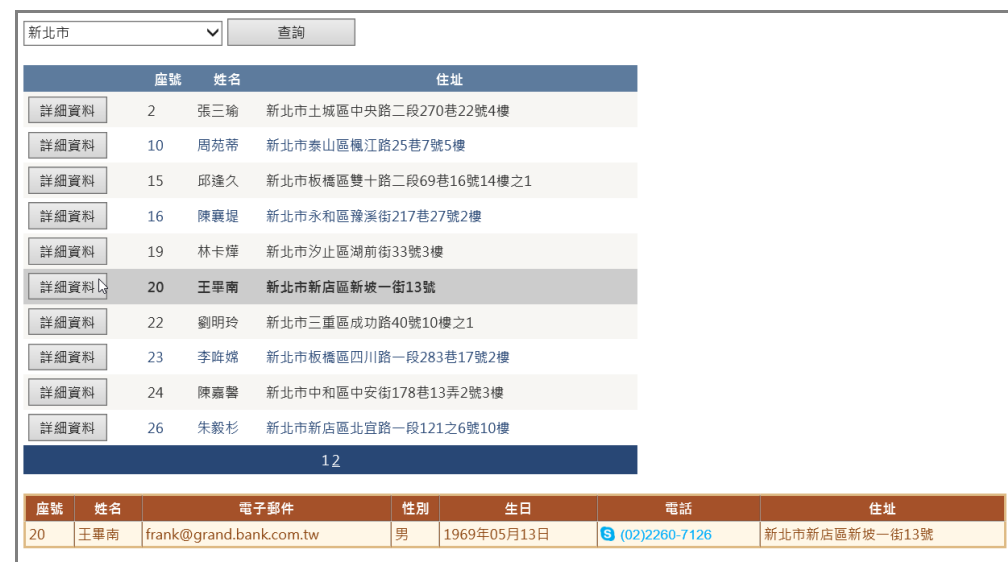 新北市 查詢
座號 姓名 住址
詳細資料 2 張三瑜 新北市土城區中央路二段270巷22號4樓
詳細資料 10 周苑蒂 新北市泰山區楓江路25巷7號5樓
詳細資料 15 邱逢久 新北市板橋區雙十路二段69巷16號14樓之1
詳細資料 16 陳襄堤 新北市永和區豫溪街217巷27號2樓
詳細資料 19 林卡燁 新北市汐止區湖前街33號3樓
詳細資料 20 王畢南 新北市新店區新坡一街13號
詳細資料 22 劉明玲 新北市三重區成功路40號10樓之1
詳細資料 23 李昨嫦 新北市板橋區四川路一段283巷17號2樓
詳細資料 24 陳嘉馨 新北市中和區中安街178巷13弄2號3樓
詳細資料 26 朱毅杉 新北市新店區北宜路一段121之6號10樓
12
座號 姓名 電子郵件 性別 生日 電話 住址
20 王畢南 frank@grand.bank.com.tw 男 1969年05月13日 (02)2260-7126 新北市新店區新坡一街13號